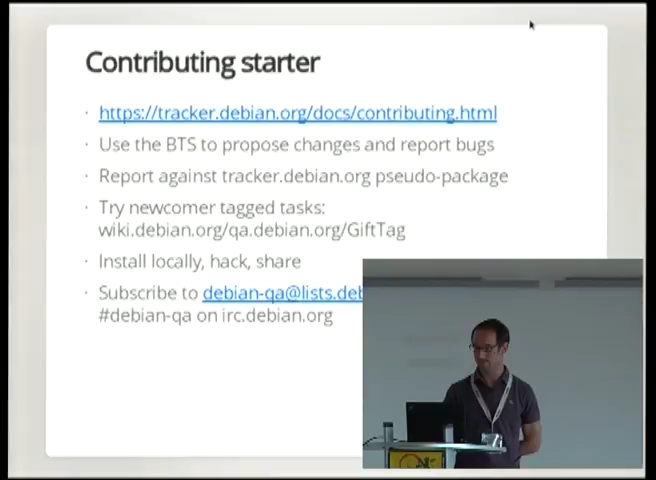 Contributing starter
· https://tracker.debian.org/docs/contributing.html
· Use the BTS to propose changes and report bugs
· Report against tracker.debian.org pseudo-package
· Try newcomer tagged tasks:
wiki.debian.org/qa.debian.org/GiftTag
· Install locally, hack, share
· Subscribe to debian-qa@lists.deb
#debian-qa on irc.debian.org